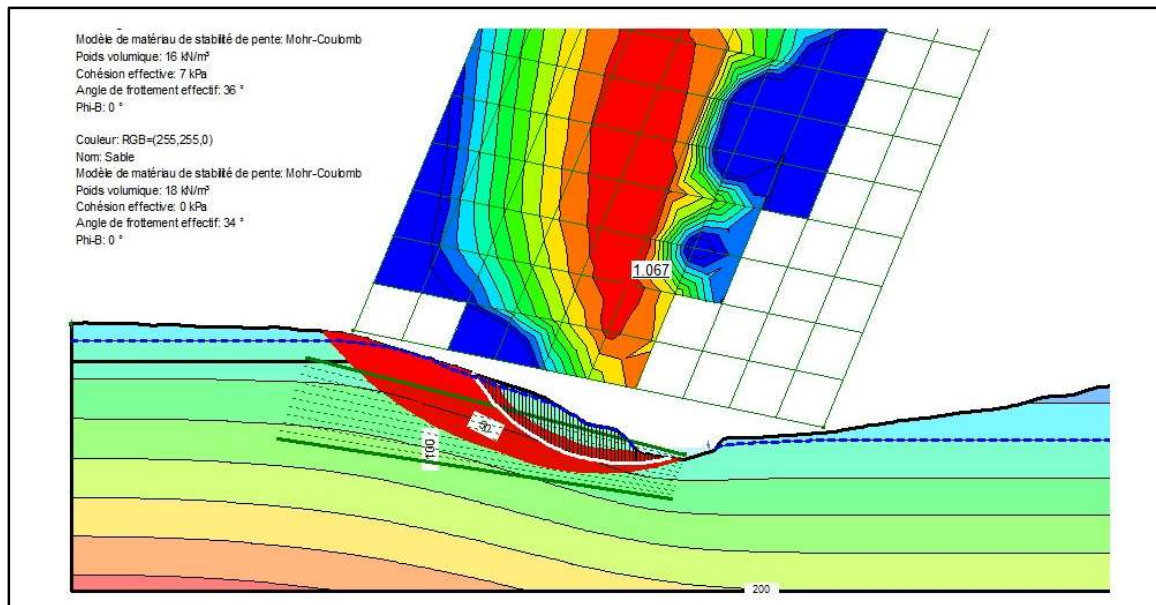 Modèle de matériau de stabilité de pente: Mohr-Coulomb
Poids volumique: 16 kN/m³
Cohésion effective: 7 kPa
Angle de frottement effectif: 36 °
Phi-B: 0 °
Couleur: RGB=(255,255,0)
Nom: Sable
Modèle de matériau de stabilité de pente: Mohr-Coulomb
Poids volumique: 18 kN/m³
Cohésion effective: 0 kPa
Angle de frottement effectif: 34 °
Phi-B: 0 °
1.067
50
100
200